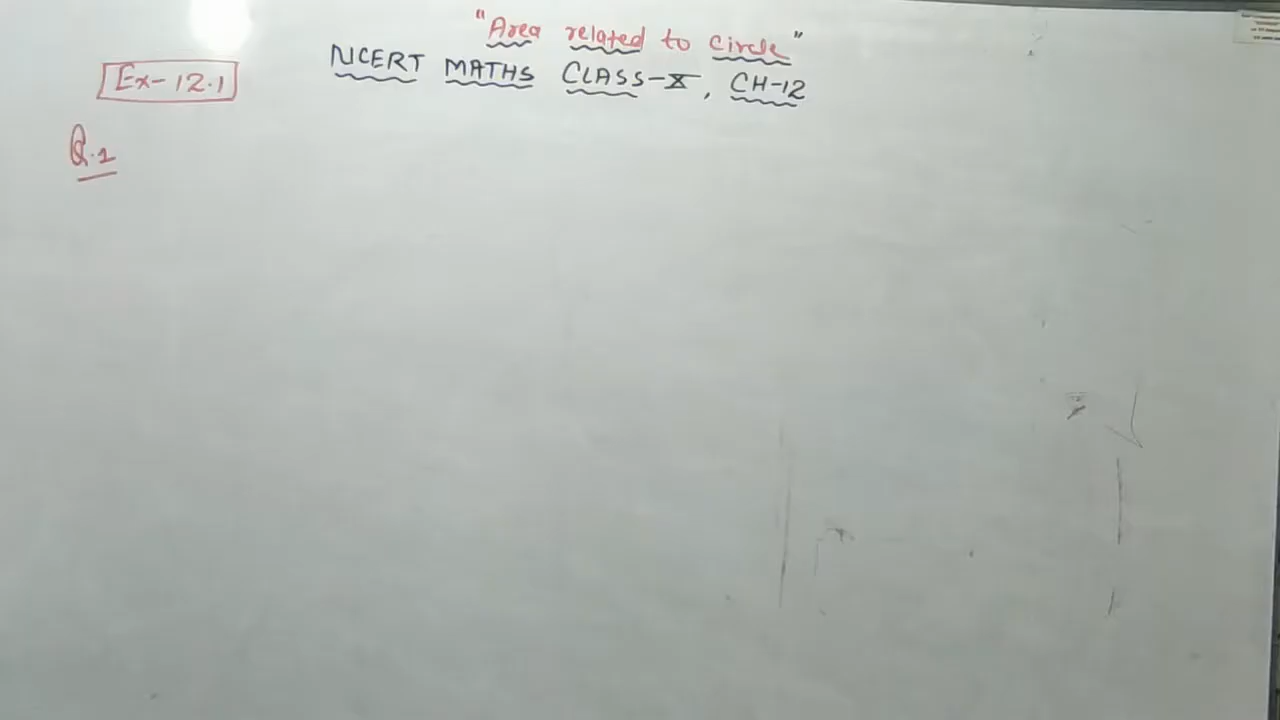 "Area related to circle"
NCERT MATHS CLASS-X, CH-12
Ex-12.1
Q.1